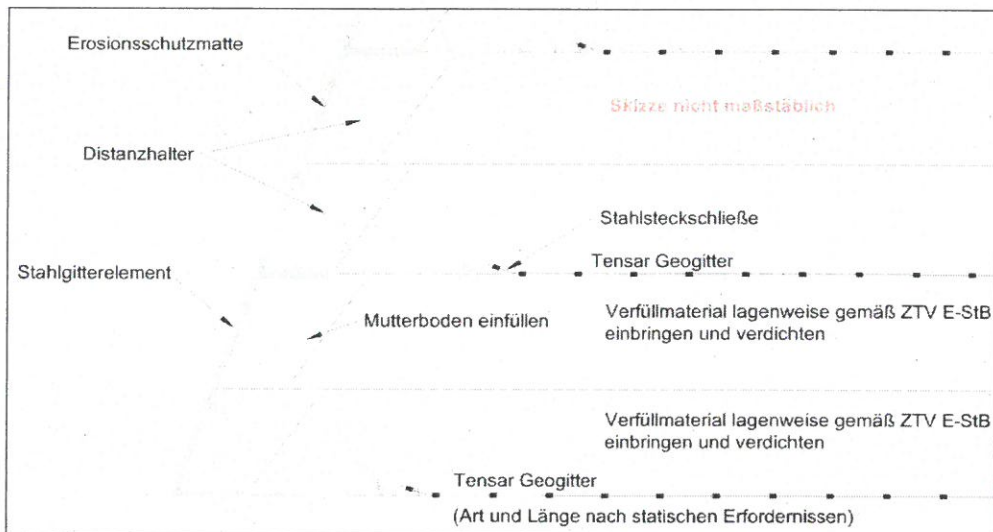 Erosionsschutzmatte
Skizze nicht maßstäblich
Distanzhalter
Stahlsteckschließe
Tensar Geogitter
Stahlgitterelement
Mutterboden einfüllen
Verfüllmaterial lagenweise gemäß ZTV E-StB
einbringen und verdichten
Verfüllmaterial lagenweise gemäß ZTV E-StB
einbringen und verdichten
Tensar Geogitter
(Art und Länge nach statischen Erfordernissen)